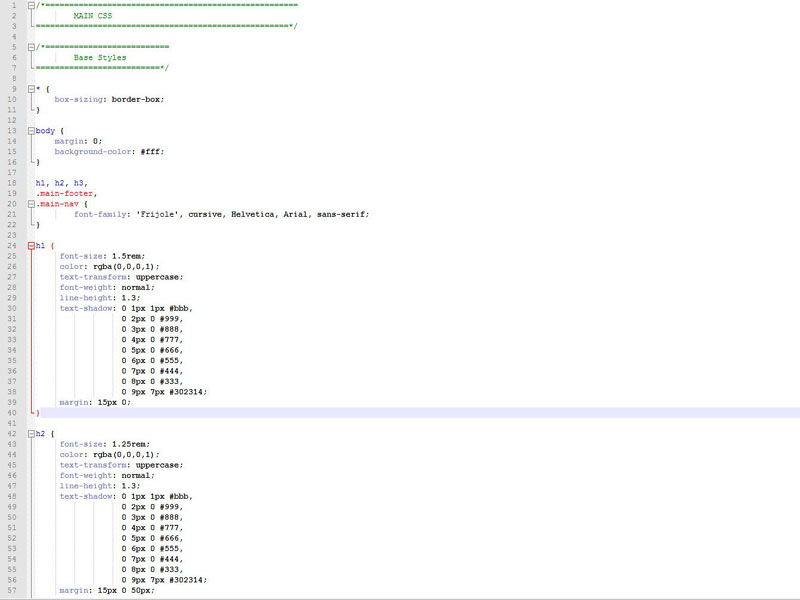 1 /*=====================================================
2 MAIN CSS
3 =====================================================*/
4
5 /*==========================
6 Base Styles
7 ==========================*/
8
9 * {
10 box-sizing: border-box;
11 }
12
13 body {
14 margin: 0;
15 background-color: #fff;
16 }
17
18 h1, h2, h3,
19 .main-footer,
20 .main-nav {
21 font-family: 'Frijole', cursive, Helvetica, Arial, sans-serif;
22 }
23
24 h1 {
25 font-size: 1.5rem;
26 color: rgba(0,0,0,1);
27 text-transform: uppercase;
28 font-weight: normal;
29 line-height: 1.3;
30 text-shadow: 0 1px 1px #bbb,
31 0 2px 0 #999,
32 0 3px 0 #888,
33 0 4px 0 #777,
34 0 5px 0 #666,
35 0 6px 0 #555,
36 0 7px 0 #444,
37 0 8px 0 #333,
38 0 9px 7px #302314;
39 margin: 15px 0;
40 }
41
42 h2 {
43 font-size: 1.25rem;
44 color: rgba(0,0,0,1);
45 text-transform: uppercase;
46 font-weight: normal;
47 line-height: 1.3;
48 text-shadow: 0 1px 1px #bbb,
49 0 2px 0 #999,
50 0 3px 0 #888,
51 0 4px 0 #777,
52 0 5px 0 #666,
53 0 6px 0 #555,
54 0 7px 0 #444,
55 0 8px 0 #333,
56 0 9px 7px #302314;
57 margin: 15px 0 50px;